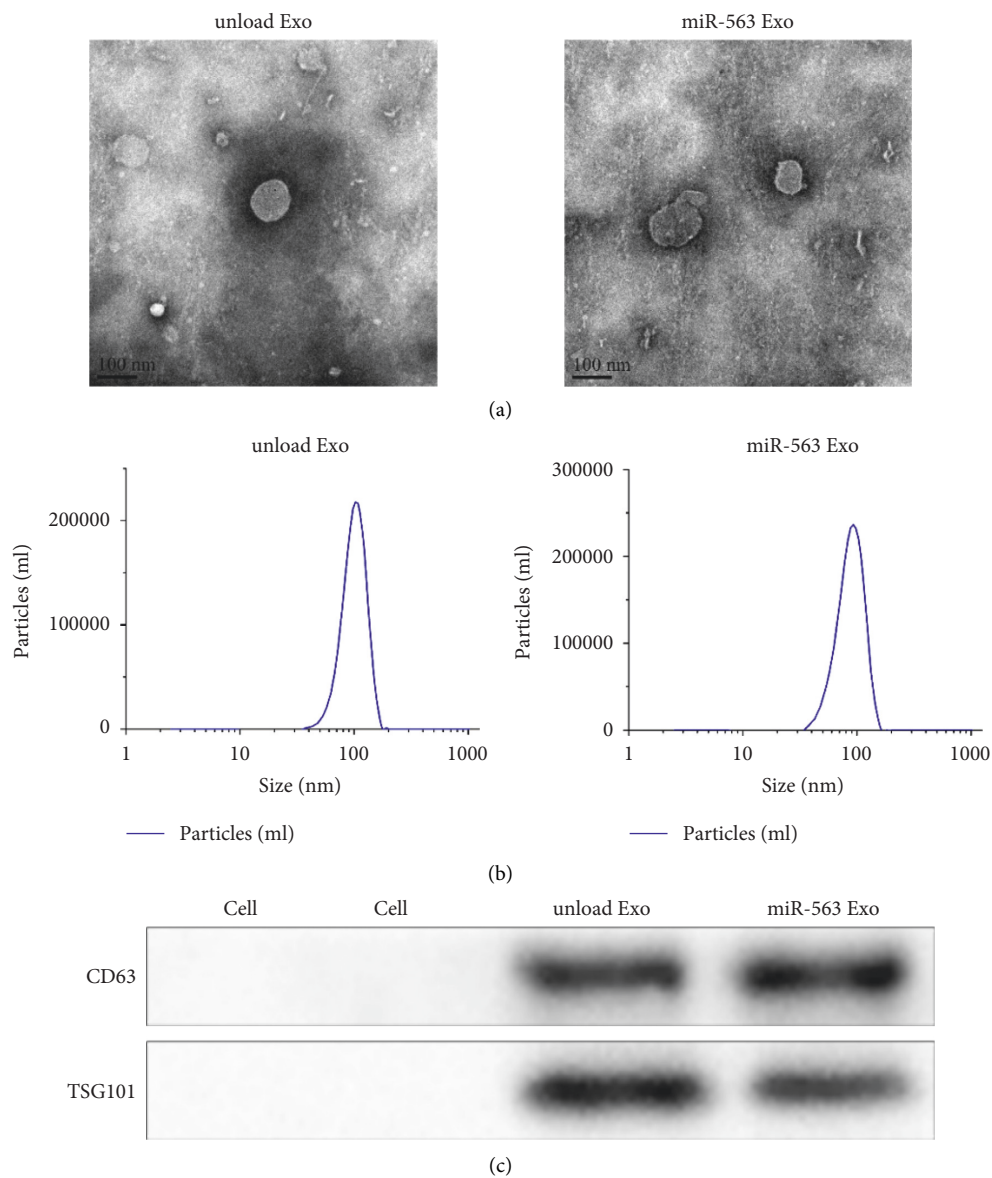 unload Exo
miR-563 Exo
100 nm
100 nm
(a)
unload Exo
miR-563 Exo
Particles (ml)
200000
100000
0
1
10
100
1000
Size (nm)
Particles (ml)
Particles (ml)
300000
200000
100000
0
1
10
100
1000
Size (nm)
Particles (ml)
(b)
Cell
Cell
unload Exo
miR-563 Exo
CD63
TSG101
(c)